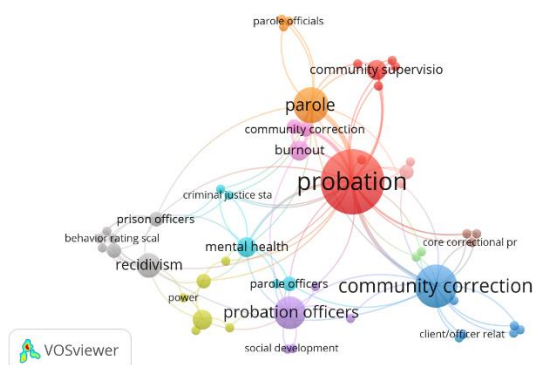 parole officials
community supervisio
parole
community correction
burnout
probation
criminal justice sta
prison officers
behavior rating scal
mental health
core correctional pr
recidivism
parole officers
community correction
power
probation officers
client/officer relat
social development
VOSviewer